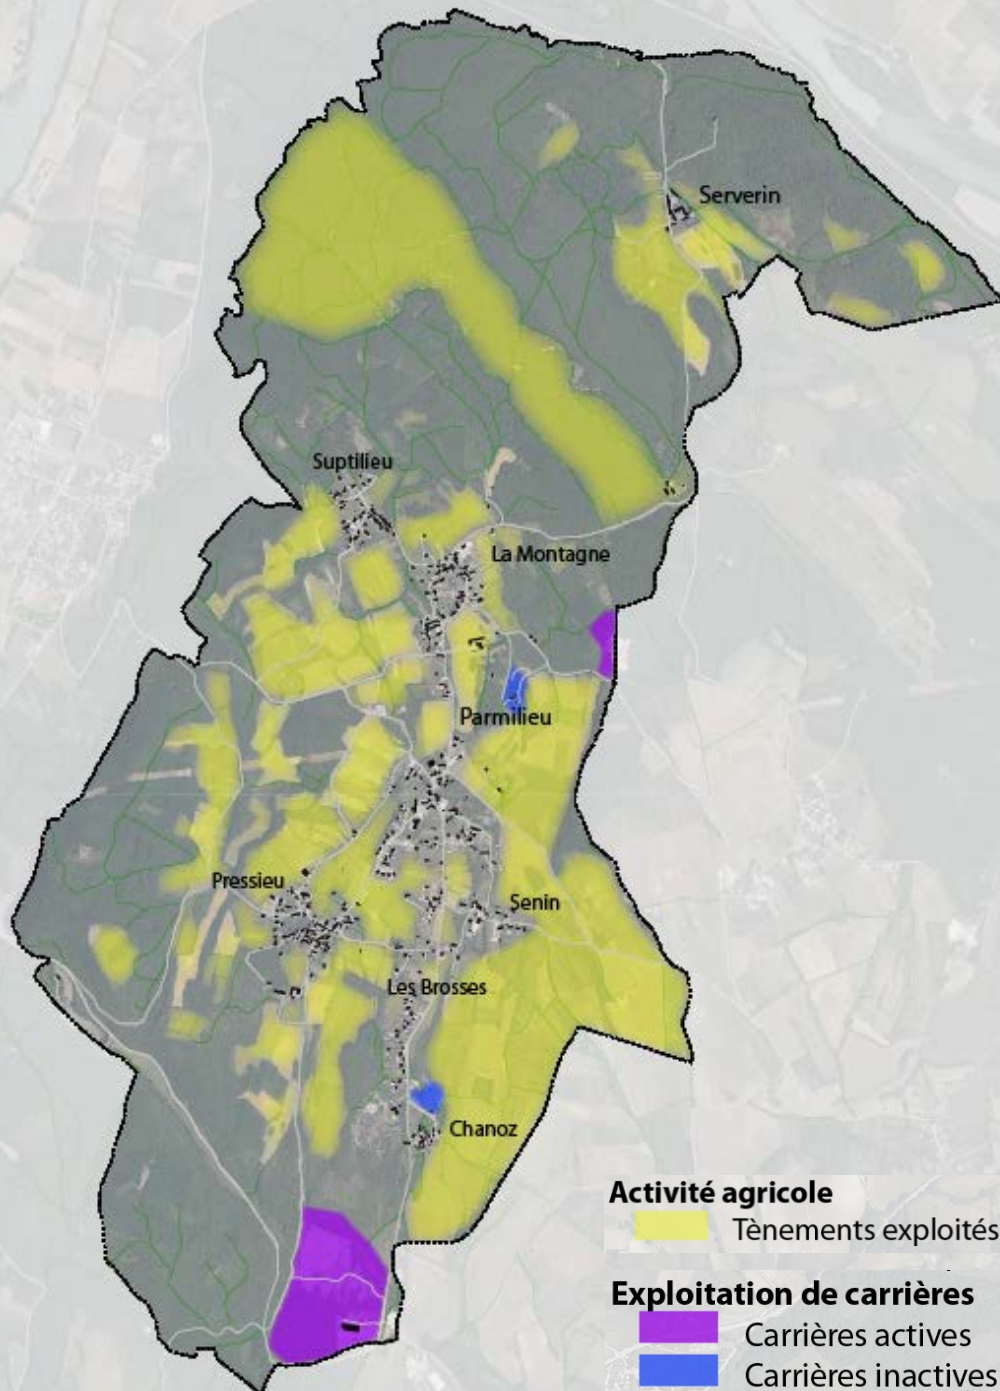 Serverin
Suptilieu
La Montagne
Parmilieu
Pressieu
Senin
Les Brosses
Chanoz
Activité agricole
Tènements exploités
Exploitation de carrières
Carrières actives
Carrières inactives